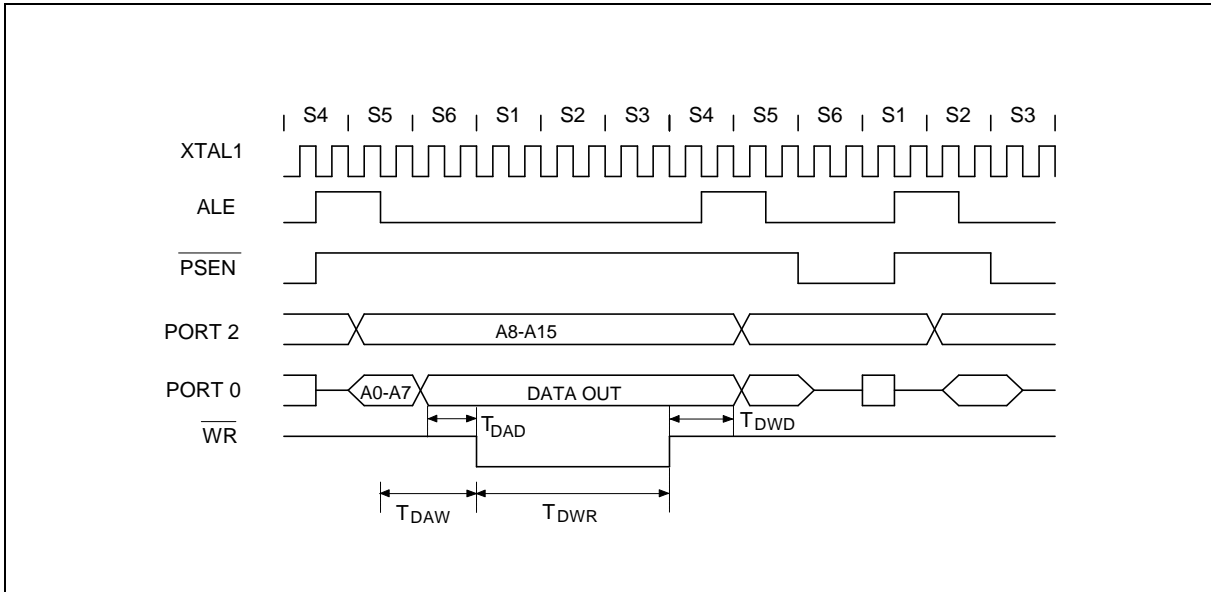 S4 S5 S6 S1 S2 S3 S4 S5 S6 S1 S2 S3
XTAL1
ALE
PSEN
PORT 2 A8-A15
PORT 0 A0-A7 DATA OUT
WR TDAD TDWD
TDAW TDWR